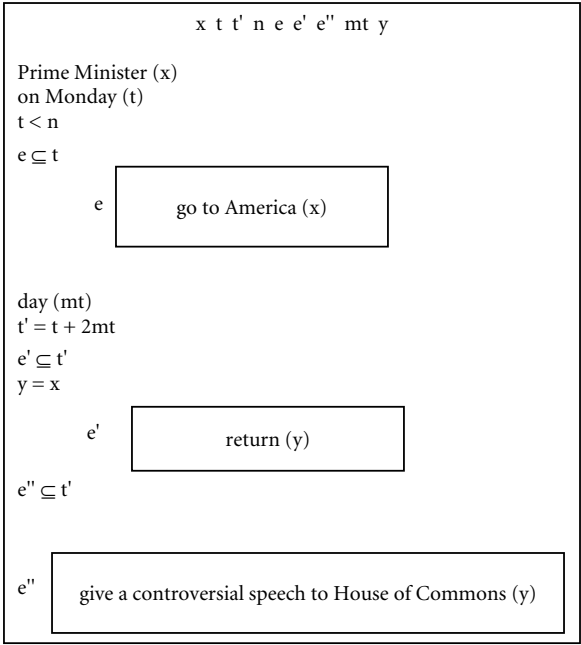 x t t' n e e' e'' mt y
Prime Minister (x)
on Monday (t)
t < n
e ⊆ t
e go to America (x)
day (mt)
t' = t + 2mt
e' ⊆ t'
y = x
e' return (y)
e'' ⊆ t'
e'' give a controversial speech to House of Commons (y)